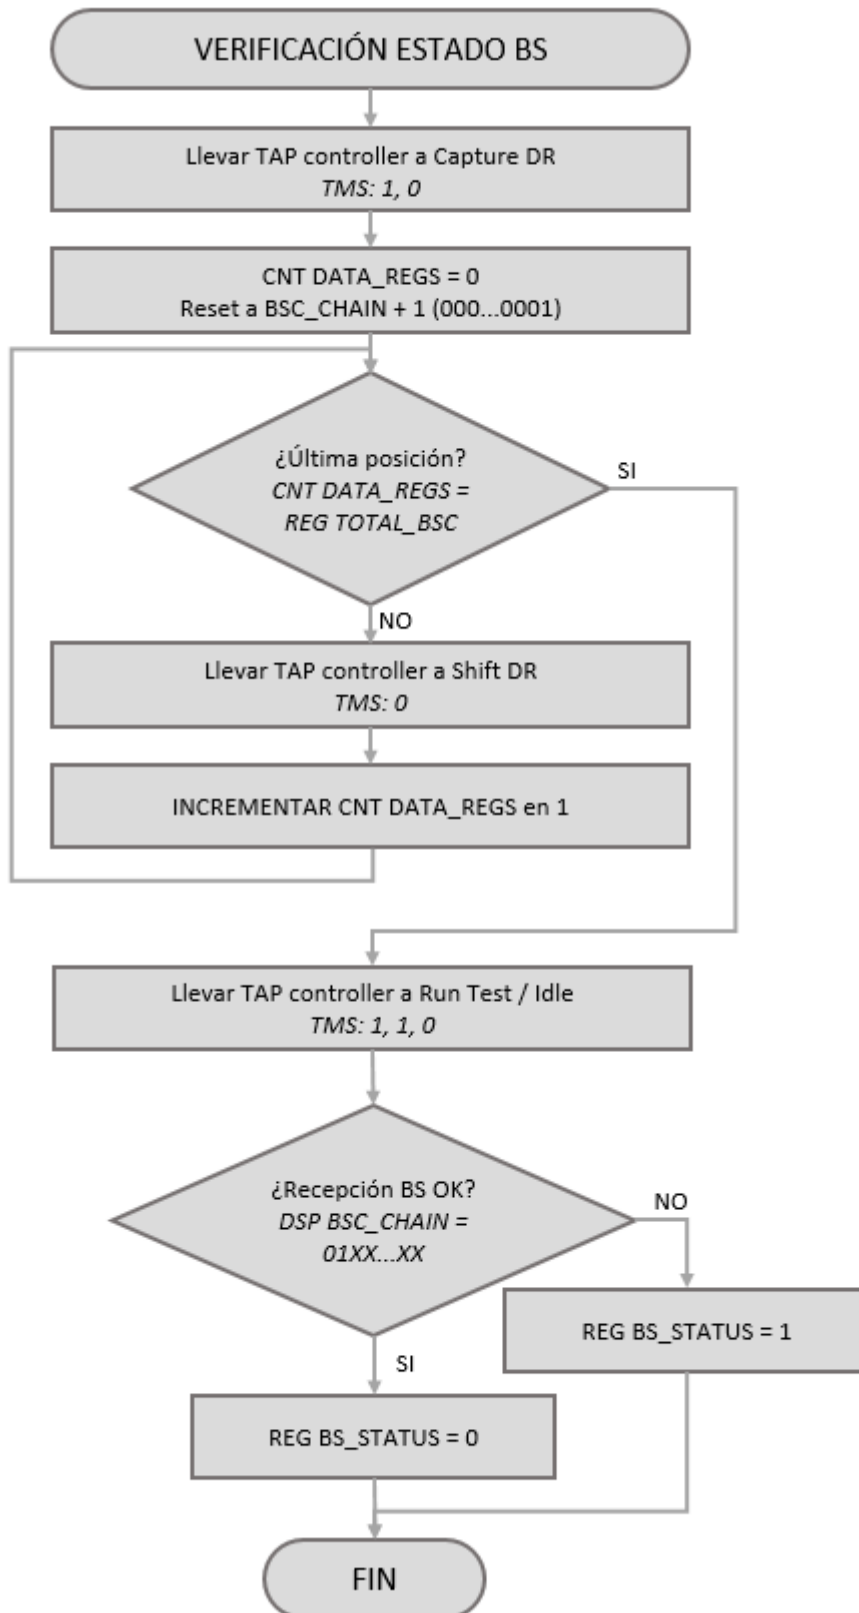 VERIFICACIÓN ESTADO BS
Llevar TAP controller a Capture DR
TMS: 1, 0
CNT DATA_REGS = 0
Reset a BSC_CHAIN + 1 (000...0001)
¿Última posición?
CNT DATA_REGS =
REG TOTAL_BSC
SI
NO
Llevar TAP controller a Shift DR
TMS: 0
INCREMENTAR CNT DATA_REGS en 1
Llevar TAP controller a Run Test / Idle
TMS: 1, 1, 0
¿Recepción BS OK?
DSP BSC_CHAIN =
01XX...XX
NO
REG BS_STATUS = 1
SI
REG BS_STATUS = 0
FIN